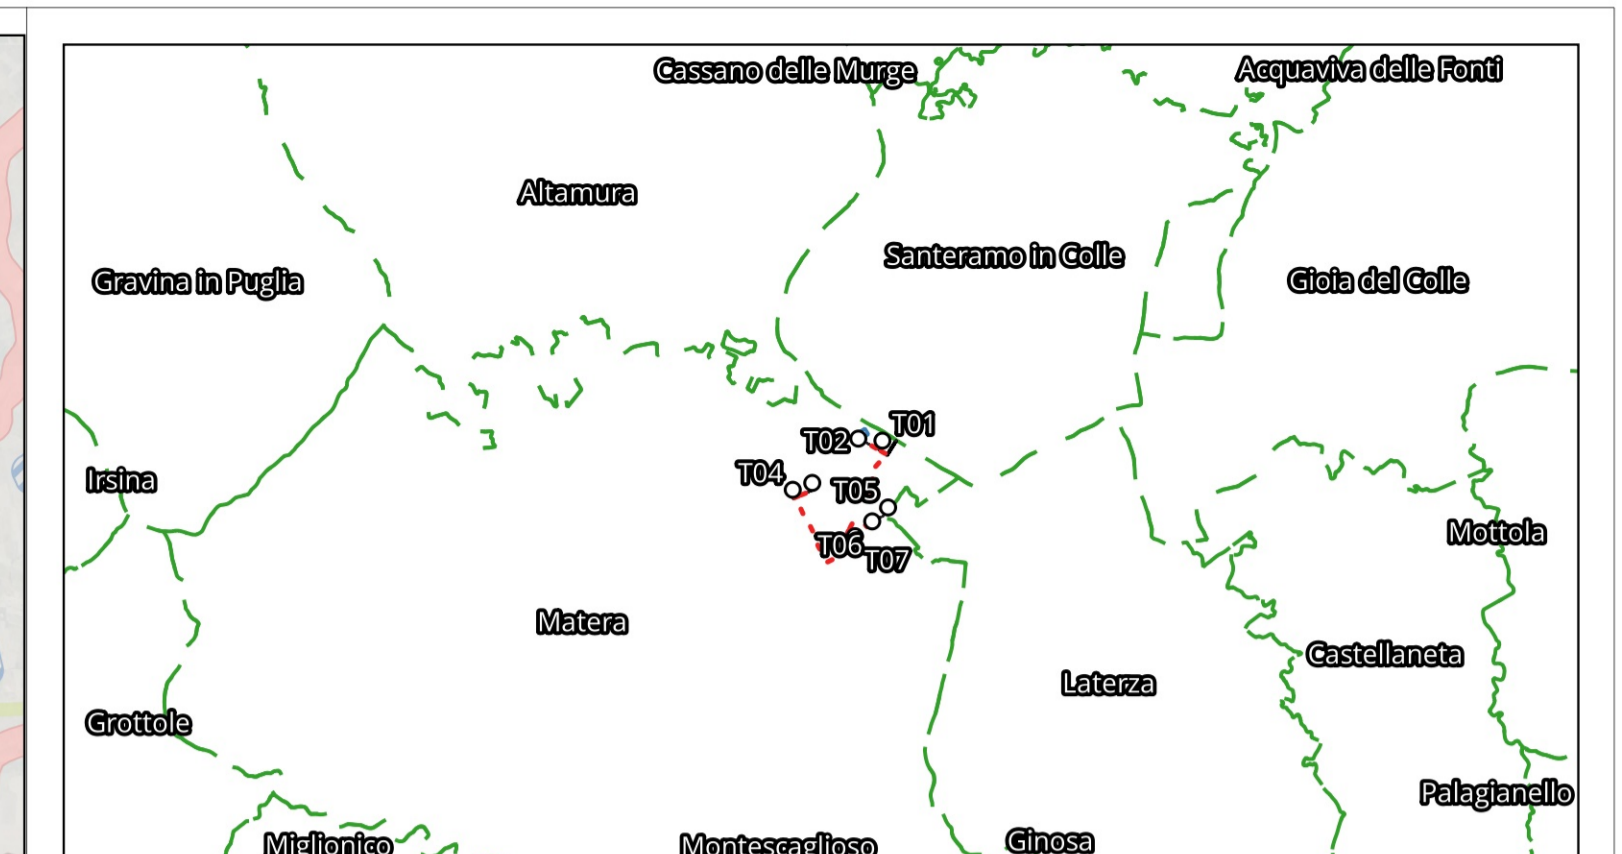 Cassano delle Murge
Acquaviva delle Fonti
Altamura
Santeramo in Colle
Gravina in Puglia
Gioia del Colle
T01
T02
T04
Irsina
T05
Mottola
T06
T07
Matera
Castellaneta
Laterza
Grottole
Palagianello
Miglionico
Montescaglioso
Ginosa